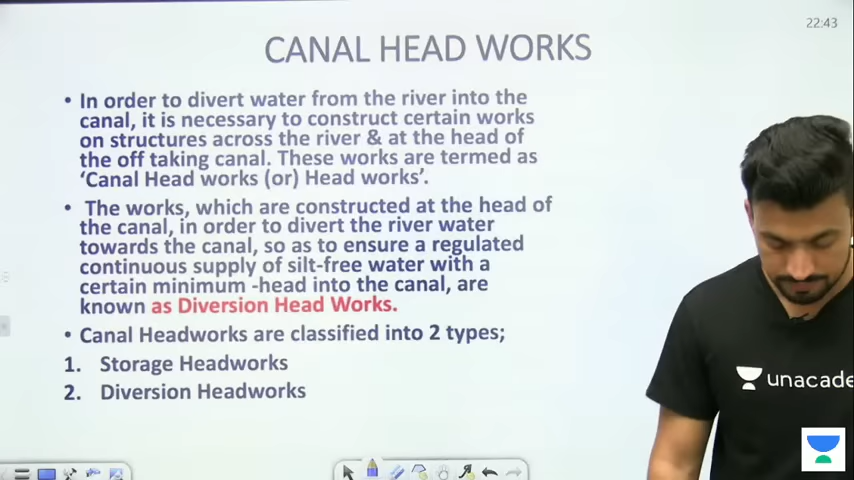 22:43
CANAL HEAD WORKS
• In order to divert water from the river into the
canal, it is necessary to construct certain works
on structures across the river & at the head of
the off taking canal. These works are termed as
‘Canal Head works (or) Head works’.
• The works, which are constructed at the head of
the canal, in order to divert the river water
towards the canal, so as to ensure a regulated
continuous supply of silt-free water with a
certain minimum -head into the canal, are
known as Diversion Head Works.
• Canal Headworks are classified into 2 types;
1. Storage Headworks
2. Diversion Headworks
unacade